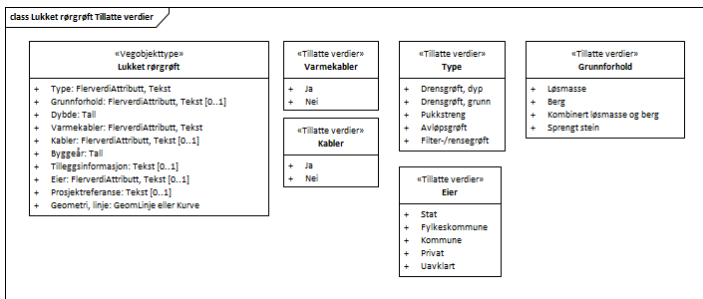 class Lukket rørgrøft Tillatte verdier
«Vegobjekttype»
Lukket rørgrøft
+ Type: FlerverdiAttributt, Tekst
+ Grunnforhold: FlerverdiAttributt, Tekst [0..1]
+ Dybde: Tall
+ Varmekabler: FlerverdiAttributt, Tekst
+ Kabler: FlerverdiAttributt, Tekst [0..1]
+ Byggeår: Tall
+ Tilleggsinformasjon: Tekst [0..1]
+ Eier: FlerverdiAttributt, Tekst [0..1]
+ Prosjektreferanse: Tekst [0..1]
+ Geometri, linje: GeomLinje eller Kurve
«Tillatte verdier»
Varmekabler
+ Ja
+ Nei
«Tillatte verdier»
Kabler
+ Ja
+ Nei
«Tillatte verdier»
Type
+ Drensgrøft, dyp
+ Drensgrøft, grunn
+ Pukkstreng
+ Avløpsgrøft
+ Filter-/rensegrøft
«Tillatte verdier»
Eier
+ Stat
+ Fylkeskommune
+ Kommune
+ Privat
+ Uavklart
«Tillatte verdier»
Grunnforhold
+ Løsmasse
+ Berg
+ Kombinert løsmasse og berg
+ Sprengt stein